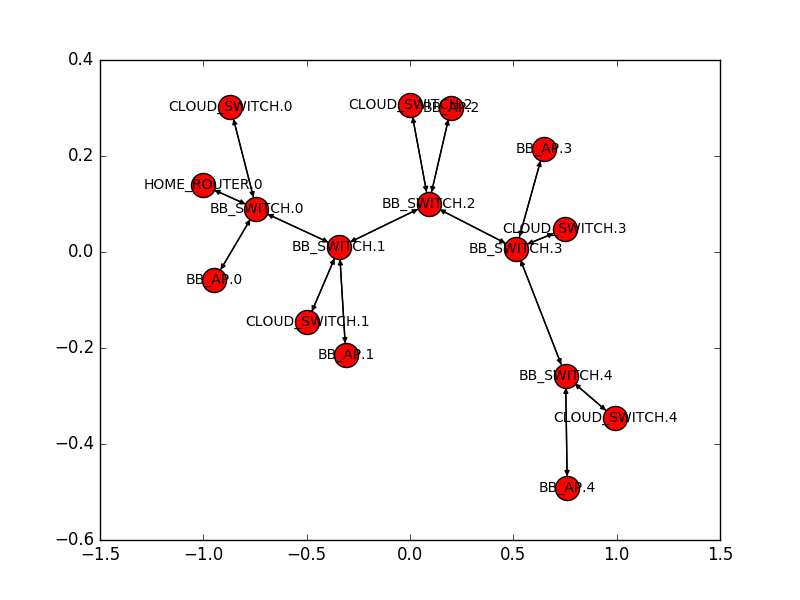 0.4
CLOUD_SWITCH.0
CLOUD_SWITCH.2
BB_AP.2
BB_AP.3
0.2
HOME_ROUTER.0
BB_SWITCH.0
BB_SWITCH.2
CLOUD_SWITCH.3
0.0
BB_SWITCH.1
BB_SWITCH.3
BB_AP.0
CLOUD_SWITCH.1
−0.2
BB_AP.1
BB_SWITCH.4
CLOUD_SWITCH.4
−0.4
BB_AP.4
−0.6
−1.5
−1.0
−0.5
0.0
0.5
1.0
1.5